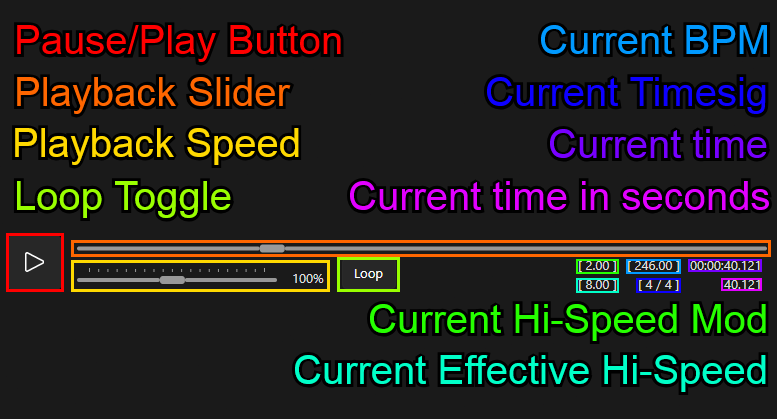 Pause/Play Button
Current BPM
Playback Slider
Current Timesig
Playback Speed
Current time
Loop Toggle
Current time in seconds
100%
Loop
[ 2.00 ] [ 246.00 ] 00:00:40.121
[ 8.00 ] [ 4 / 4 ] 40.121
Current Hi-Speed Mod
Current Effective Hi-Speed